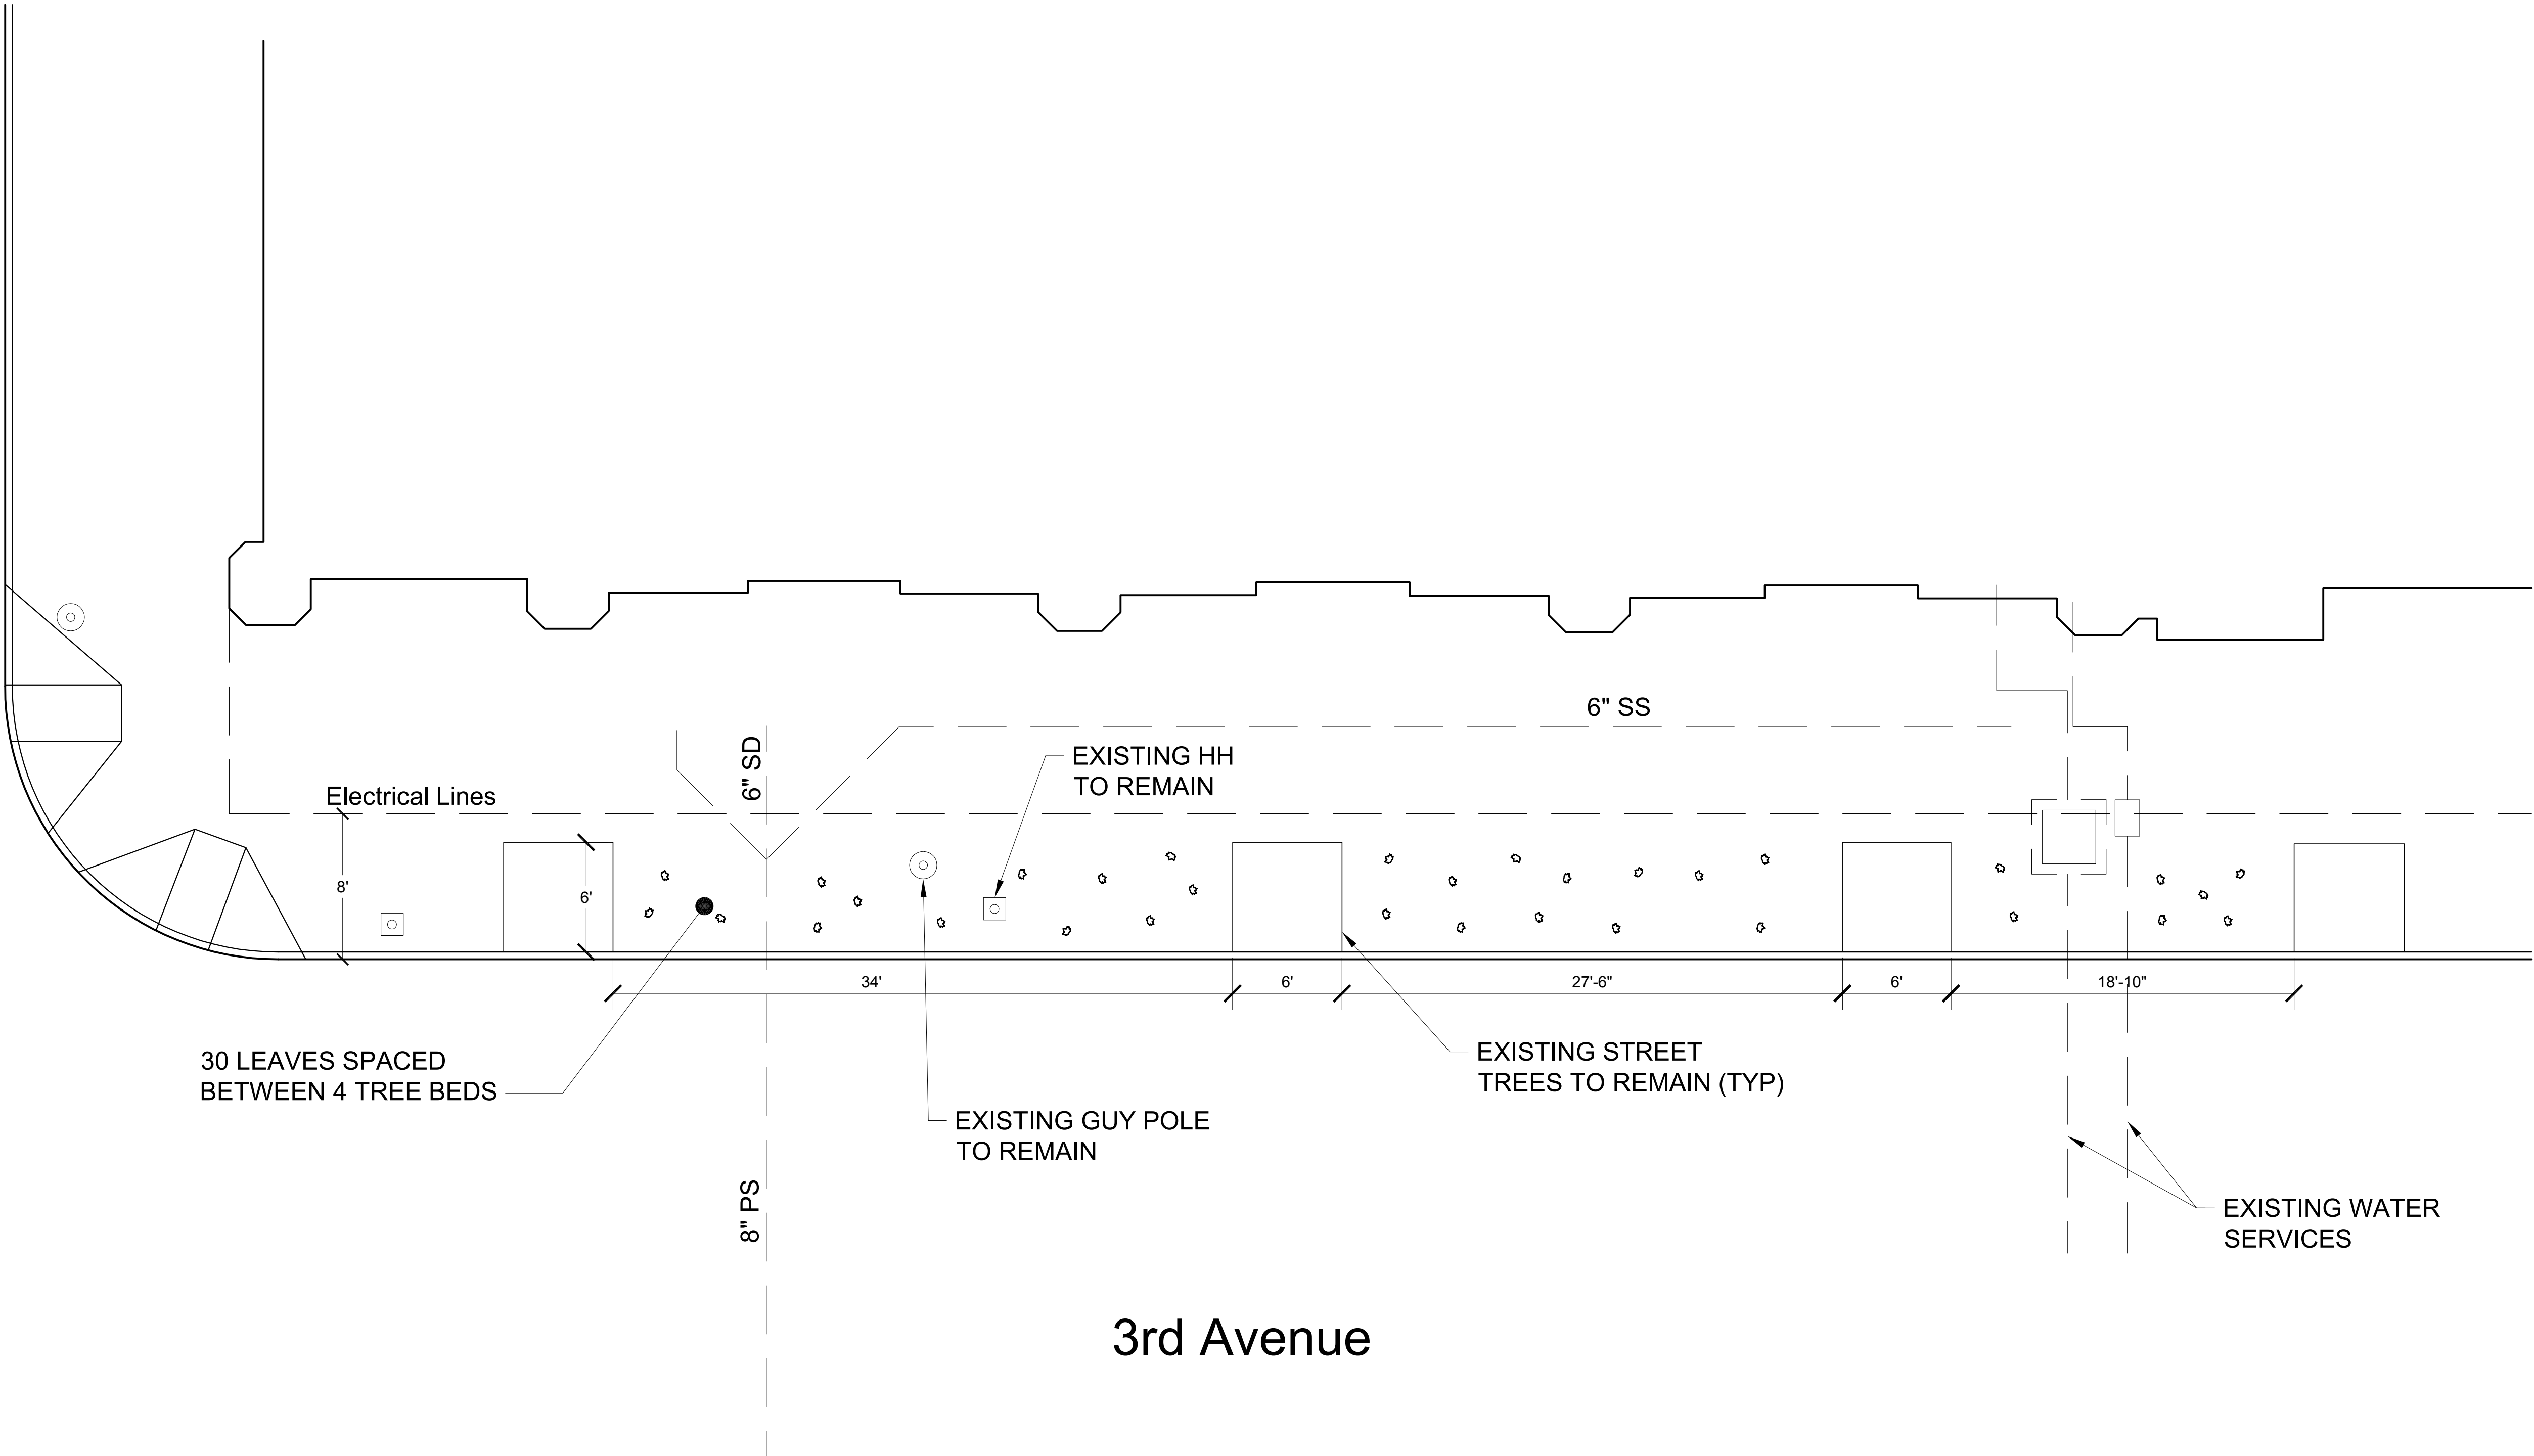 6" SS
6" SD
EXISTING HH
TO REMAIN
Electrical Lines
8'
6'
34'
6'
27'-6"
6'
18'-10"
30 LEAVES SPACED
BETWEEN 4 TREE BEDS
EXISTING STREET
TREES TO REMAIN (TYP)
EXISTING GUY POLE
TO REMAIN
8" PS
EXISTING WATER
SERVICES
3rd Avenue